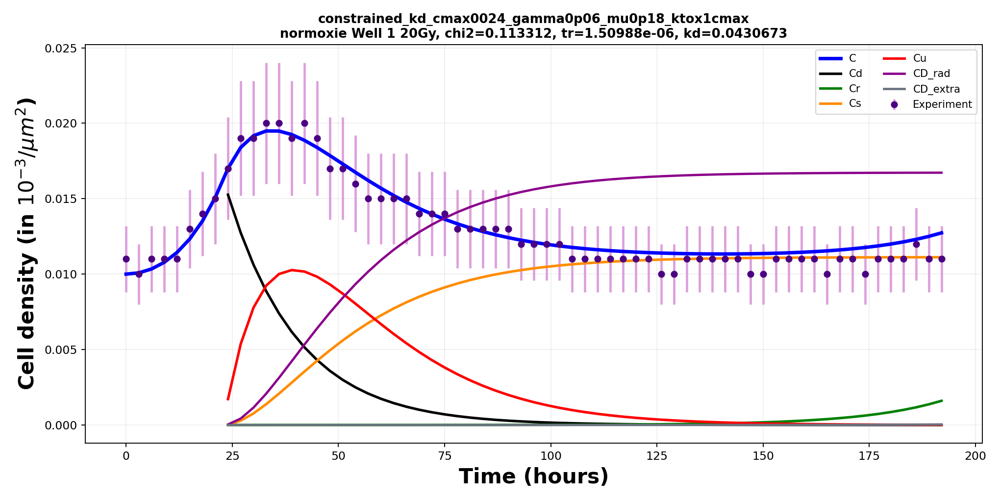 constrained_kd_cmax0024_gamma0p06_mu0p18_ktox1cmax
normoxie Well 1 20Gy, chi2=0.113312, tr=1.50988e-06, kd=0.0430673
Cell density (in 10⁻³/μm²)
0.025
0.020
0.015
0.010
0.005
0.000
C
Cd
Cr
Cs
Cu
CD_rad
CD_extra
Experiment
0 25 50 75 100 125 150 175 200
Time (hours)